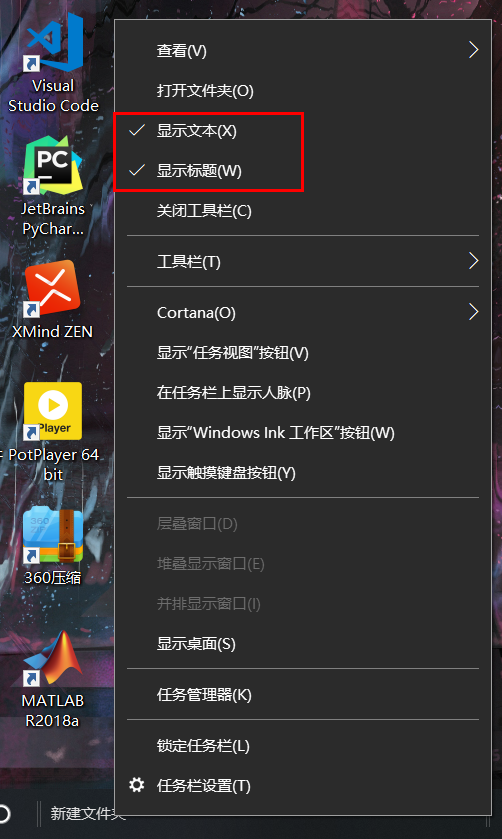 Visual
Studio Code
PC
JetBrains
PyChar...
XMind ZEN
Player
PotPlayer 64
bit
360
360压缩
MATLAB
R2018a
查看(V)
打开文件夹(O)
显示文本(X)
显示标题(W)
关闭工具栏(C)
工具栏(T)
Cortana(O)
显示“任务视图”按钮(V)
在任务栏上显示人脉(P)
显示“Windows Ink 工作区”按钮(W)
显示触摸键盘按钮(Y)
层叠窗口(D)
堆叠显示窗口(E)
并排显示窗口(I)
显示桌面(S)
任务管理器(K)
锁定任务栏(L)
任务栏设置(T)
新建文件夹